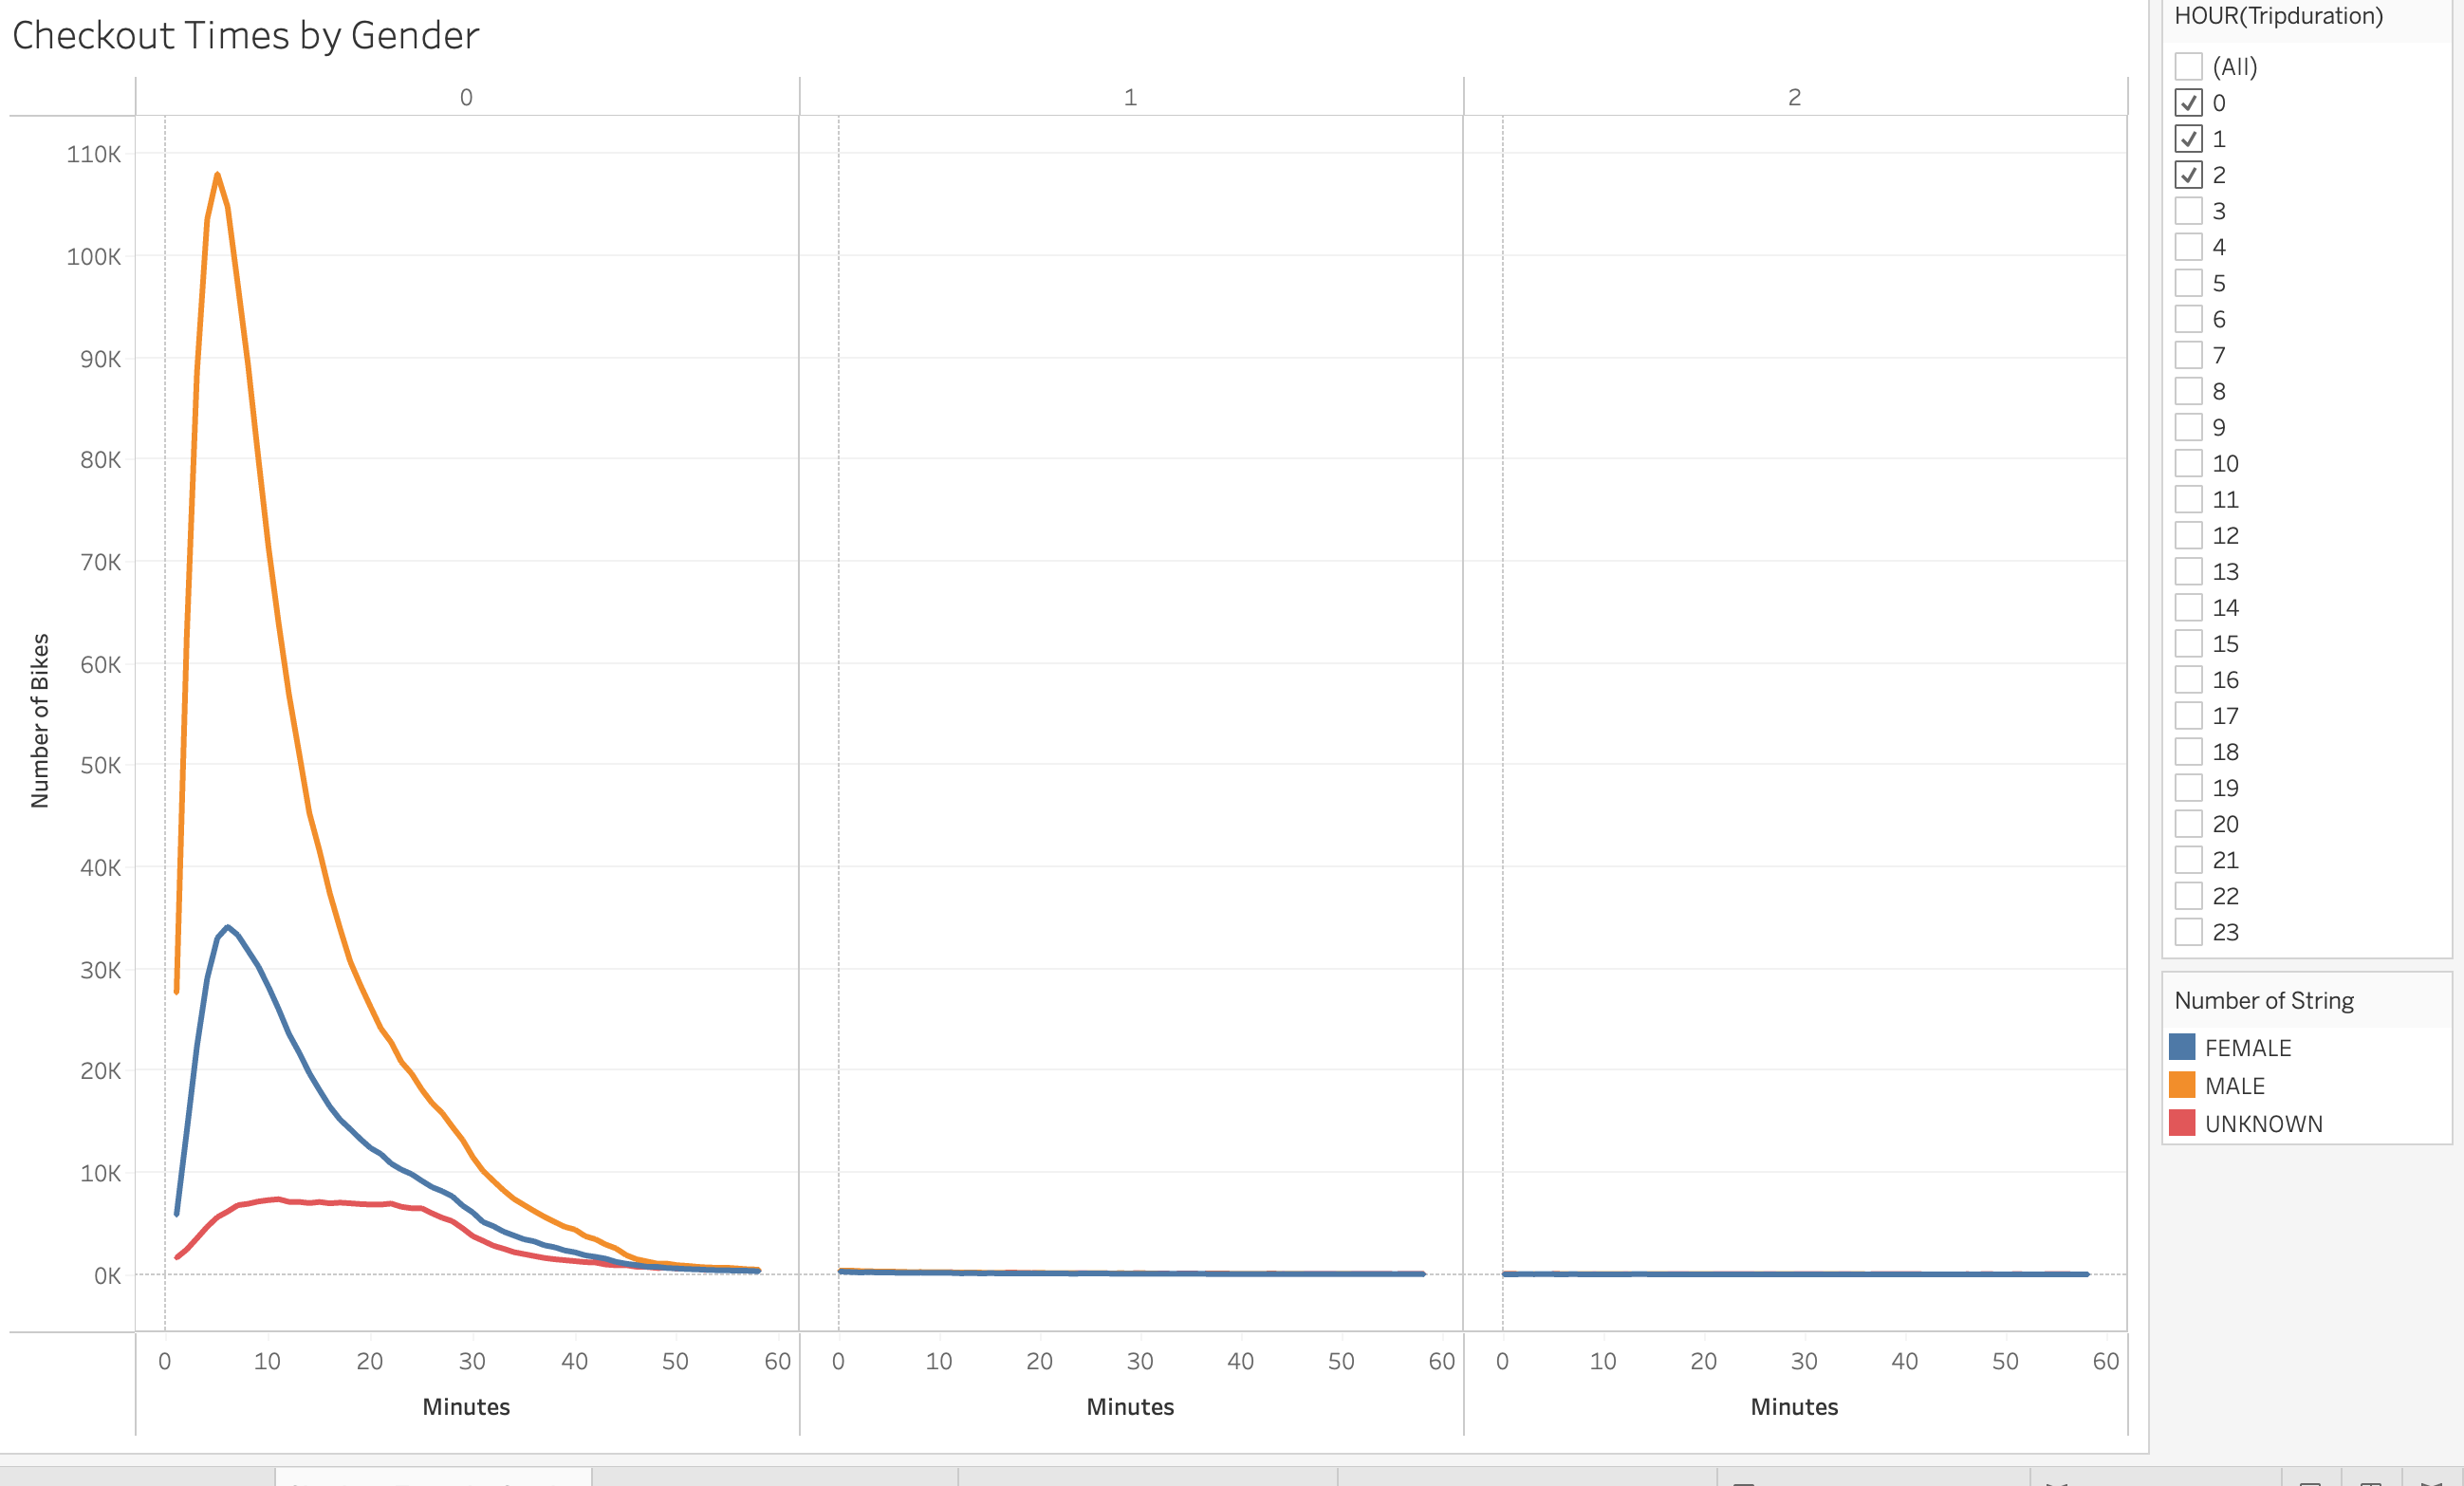 Checkout Times by Gender
0 1 2
110K
100K
90K
80K
70K
60K
50K
40K
30K
20K
10K
0K
Number of Bikes
0 10 20 30 40 50 60 0 10 20 30 40 50 60 0 10 20 30 40 50 60
Minutes Minutes Minutes
HOUR(Tripduration)
(All)
0
1
2
3
4
5
6
7
8
9
10
11
12
13
14
15
16
17
18
19
20
21
22
23
Number of String
FEMALE
MALE
UNKNOWN